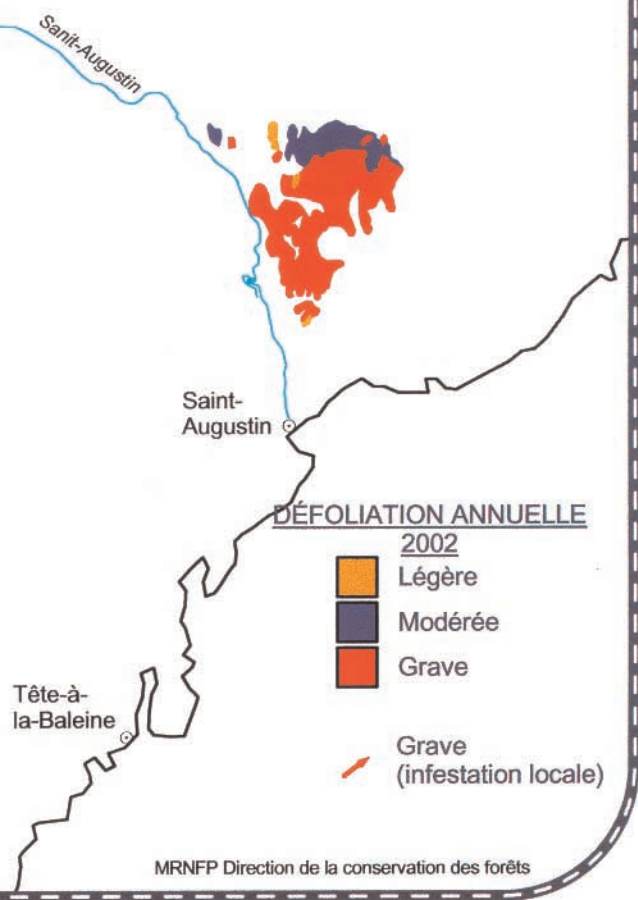 Sanit-Augustin
Saint-
Augustin
DÉFOLIATION ANNUELLE
2002
Légère
Modérée
Grave
Tête-à-
la-Baleine
Grave
(infestation locale)
MRNFP Direction de la conservation des forêts